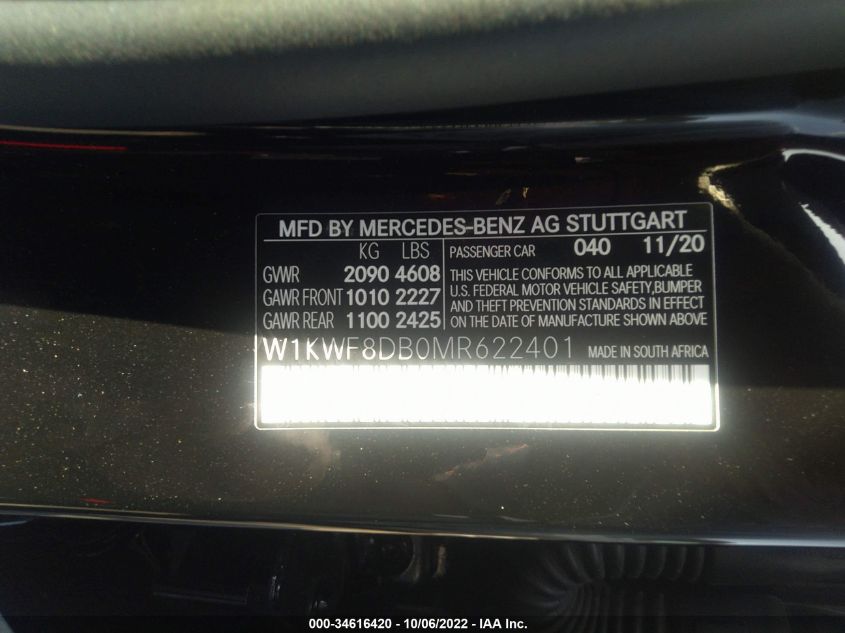 MFD BY MERCEDES-BENZ AG STUTTGART
KG LBS
GVWR 2090 4608
GAWR FRONT 1010 2227
GAWR REAR 1100 2425
PASSENGER CAR 040 11/20
THIS VEHICLE CONFORMS TO ALL APPLICABLE
U.S. FEDERAL MOTOR VEHICLE SAFETY,BUMPER
AND THEFT PREVENTION STANDARDS IN EFFECT
ON THE DATE OF MANUFACTURE SHOWN ABOVE
W1KWF8DB0MR622401 MADE IN SOUTH AFRICA
000-34616420 - 10/06/2022 - IAA Inc.